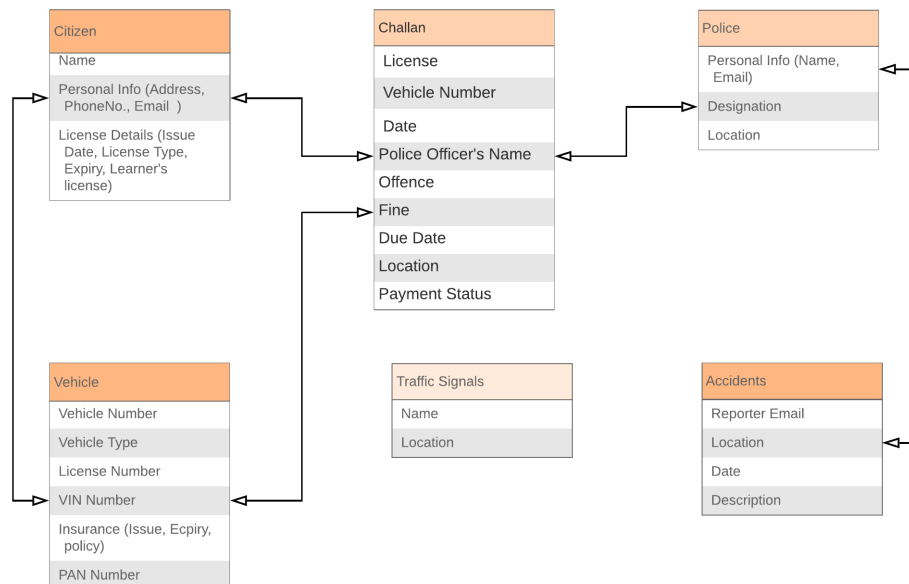 Citizen
Name
Personal Info (Address,
PhoneNo., Email  )
License Details (Issue
Date, License Type,
Expiry, Learner's
license)
Challan
License
Vehicle Number
Date
Police Officer's Name
Offence
Fine
Due Date
Location
Payment Status
Police
Personal Info (Name,
Email)
Designation
Location
Vehicle
Vehicle Number
Vehicle Type
License Number
VIN Number
Insurance (Issue, Ecpiry,
policy)
PAN Number
Traffic Signals
Name
Location
Accidents
Reporter Email
Location
Date
Description